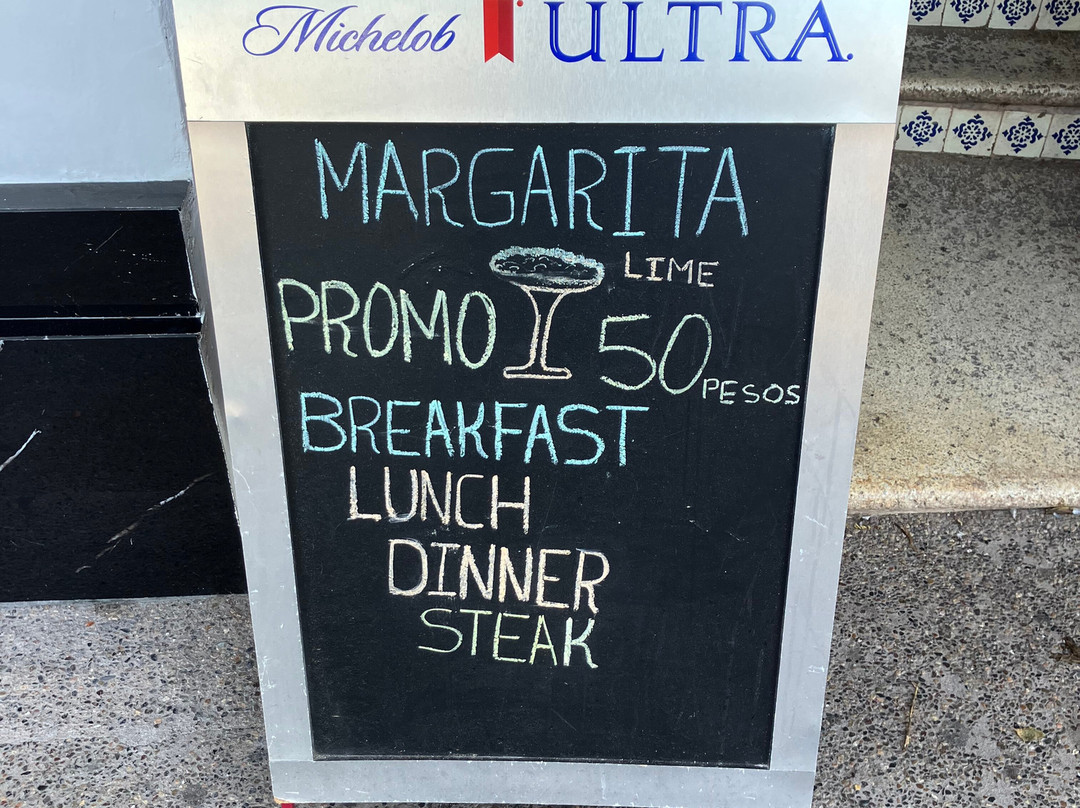 Michelob ULTRA.
MARGARITA
LIME
PROMO 50 PESOS
BREAKFAST
LUNCH
DINNER
STEAK